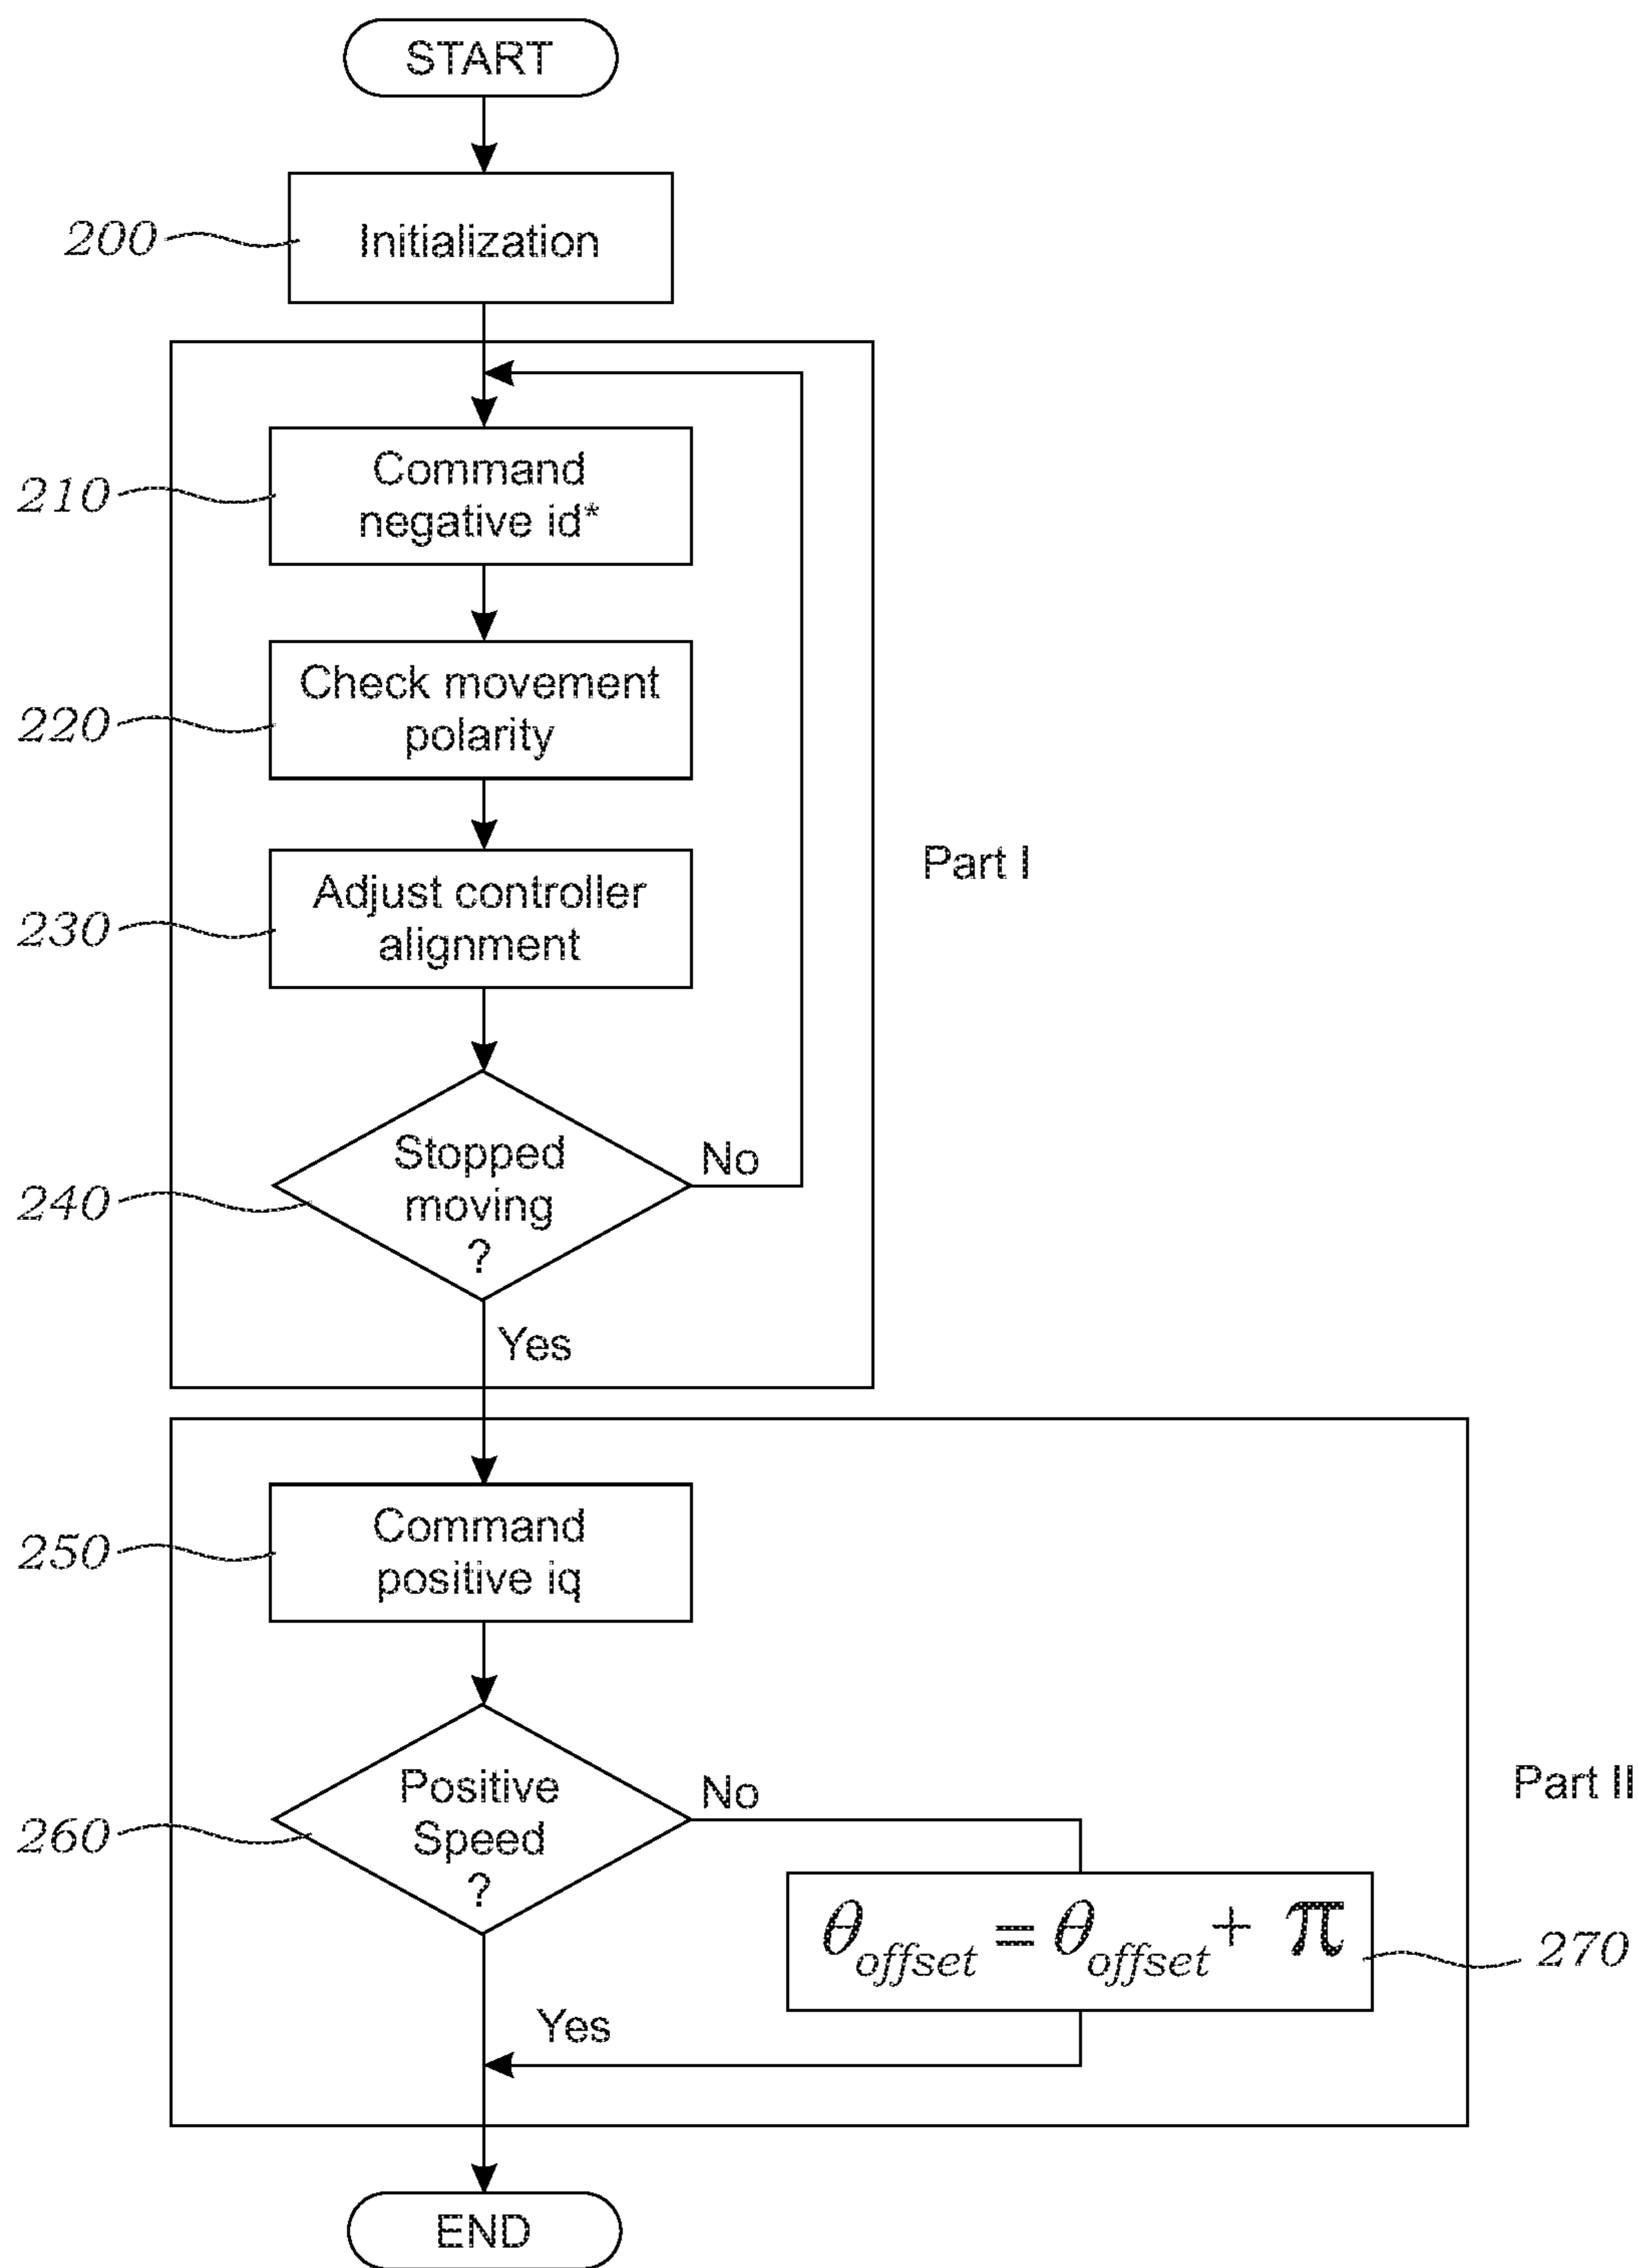 START
200
Initialization
210
Command
negative id*
220
Check movement
polarity
Part I
230
Adjust controller
alignment
240
Stopped
moving
?
No
Yes
250
Command
positive iq
260
Positive
Speed
?
No
Part II
θoffset = θoffset + π
270
Yes
END